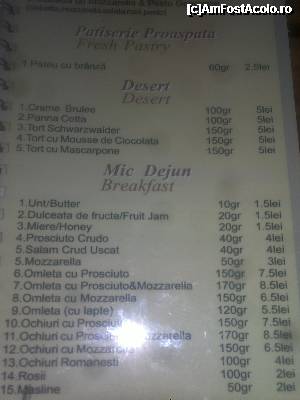 (c)AmFostAcolo.ro
Patiserie Proaspata
Fresh Pastry
1.Pateu cu brânză 60gr 2.5lei
Desert
Desert
1.Creme Brulee 100gr 5lei
2.Panna Cotta 100gr 5lei
3.Tort Schwarzwalder 150gr 5lei
4.Tort cu Mousse de Ciocolata 150gr 5lei
5.Tort cu Mascarpone 150gr 5lei
Mic Dejun
Breakfast
1.Unt/Butter 10gr 1.5lei
2.Dulceata de fructe/Fruit Jam 20gr 1.5lei
3.Miere/Honey 20gr 1.5lei
4.Prosciuto Crudo 40gr 4lei
5.Salam Crud Uscat 40gr 4lei
5.Mozzarella 50gr 3lei
6.Omleta cu Prosciuto 150gr 7.5lei
7.Omleta cu Prosciuto&Mozzarella 170gr 8.5lei
8.Omleta cu Mozzarella 150gr 6.5lei
9.Omleta (cu lapte) 120gr 5.5lei
10.Ochiuri cu Prosciuto 150gr 7.5lei
11.Ochiuri cu Mozzarella 170gr 8.5lei
12.Ochiuri cu Mozzarella 150gr 6.5lei
13.Ochiuri Romanesti 100gr 4lei
14.Rosii 100gr 2lei
15.Masline 50gr 2lei